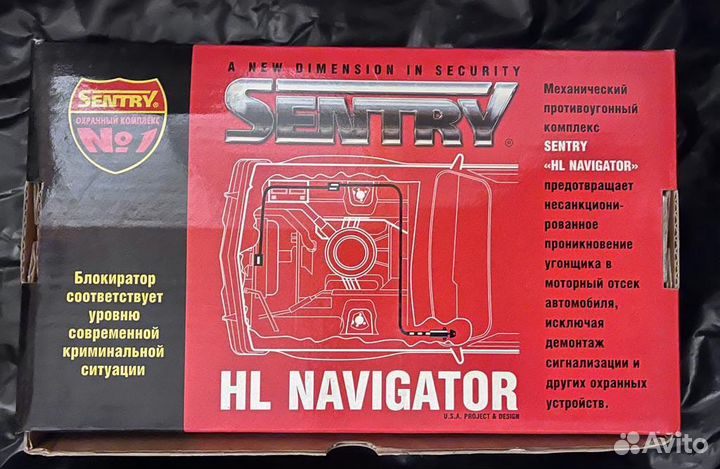 SENTRY®
ОХРАННЫЙ КОМПЛЕКС
№1
Блокиратор
соответствует
уровню
современной
криминальной
ситуации
A NEW DIMENSION IN SECURITY
SENTRY®
HL NAVIGATOR
U.S.A. PROJECT & DESIGN
Механический
противоугонный
комплекс
SENTRY
«HL NAVIGATOR»
предотвращает
несанкциони-
рованное
проникновение
угонщика в
моторный отсек
автомобиля,
исключая
демонтаж
сигнализации и
других охранных
устройств.
Avito